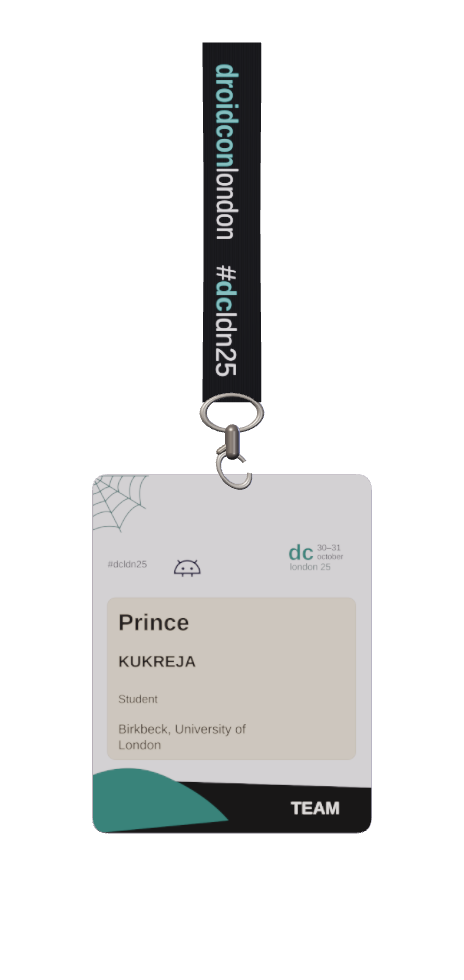 droidconlondon #dcldn25
#dcldn25
dc 30–31 october
london 25
Prince
KUKREJA
Student
Birkbeck, University of
London
TEAM